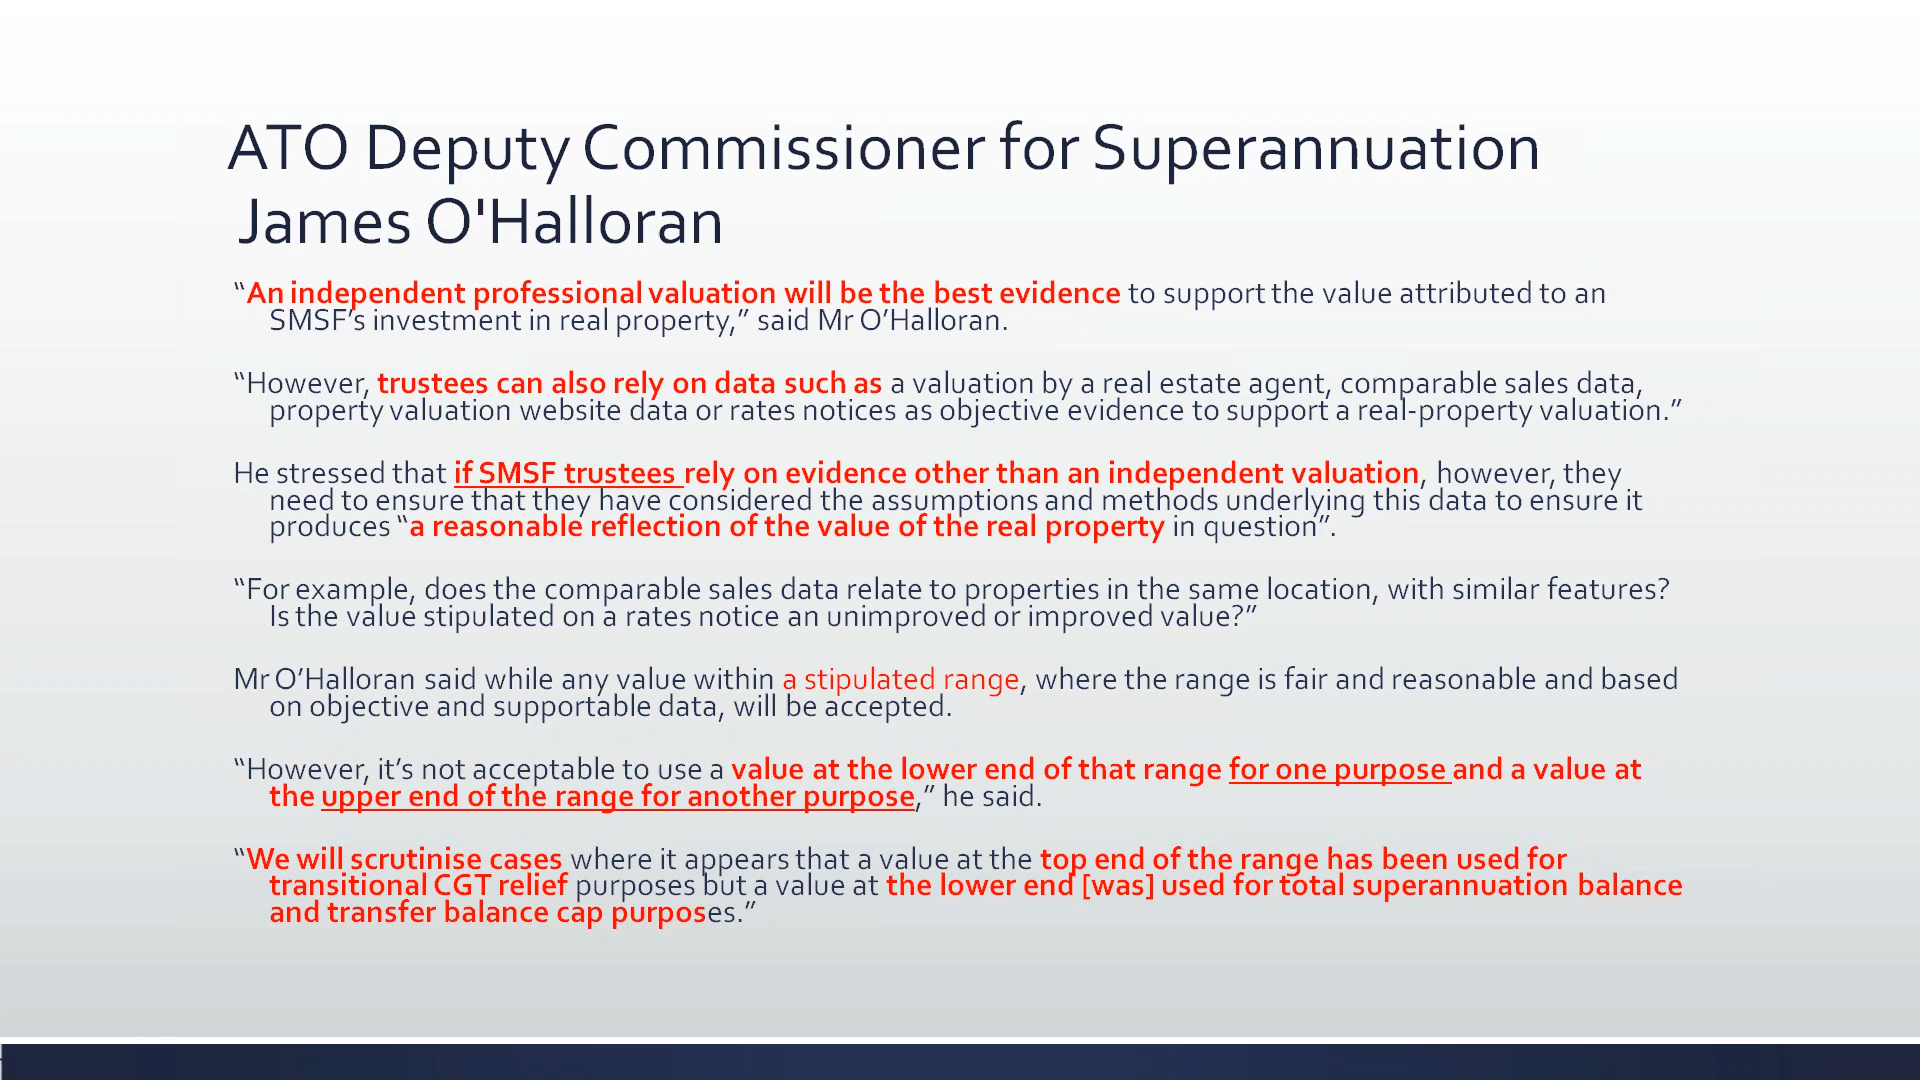 ATO Deputy Commissioner for Superannuation
James O'Halloran
“An independent professional valuation will be the best evidence to support the value attributed to an
SMSF’s investment in real property,” said Mr O’Halloran.
“However, trustees can also rely on data such as a valuation by a real estate agent, comparable sales data,
property valuation website data or rates notices as objective evidence to support a real-property valuation.”
He stressed that if SMSF trustees rely on evidence other than an independent valuation, however, they
need to ensure that they have considered the assumptions and methods underlying this data to ensure it
produces “a reasonable reflection of the value of the real property in question”.
“For example, does the comparable sales data relate to properties in the same location, with similar features?
Is the value stipulated on a rates notice an unimproved or improved value?”
Mr O’Halloran said while any value within a stipulated range, where the range is fair and reasonable and based
on objective and supportable data, will be accepted.
“However, it’s not acceptable to use a value at the lower end of that range for one purpose and a value at
the upper end of the range for another purpose,” he said.
“We will scrutinise cases where it appears that a value at the top end of the range has been used for
transitional CGT relief purposes but a value at the lower end [was] used for total superannuation balance
and transfer balance cap purposes.”